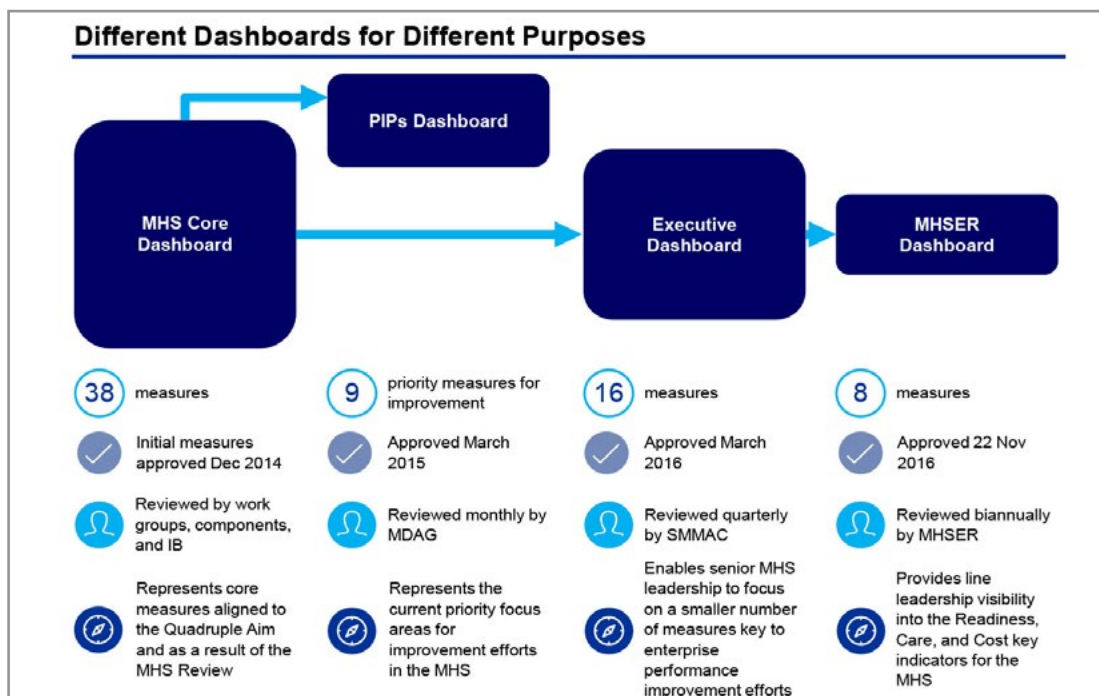 Different Dashboards for Different Purposes
PIPs Dashboard
MHS Core
Dashboard
Executive
Dashboard
MHSER
Dashboard
38 measures
Initial measures
approved Dec 2014
Reviewed by work
groups, components,
and IB
Represents core
measures aligned to
the Quadruple Aim
and as a result of the
MHS Review
9 priority measures for
improvement
Approved March
2015
Reviewed monthly by
MDAG
Represents the
current priority focus
areas for
improvement efforts
in the MHS
16 measures
Approved March
2016
Reviewed quarterly
by SMMAC
Enables senior MHS
leadership to focus
on a smaller number
of measures key to
enterprise
performance
improvement efforts
8 measures
Approved 22 Nov
2016
Reviewed biannually
by MHSER
Provides line
leadership visibility
into the Readiness,
Care, and Cost key
indicators for the
MHS